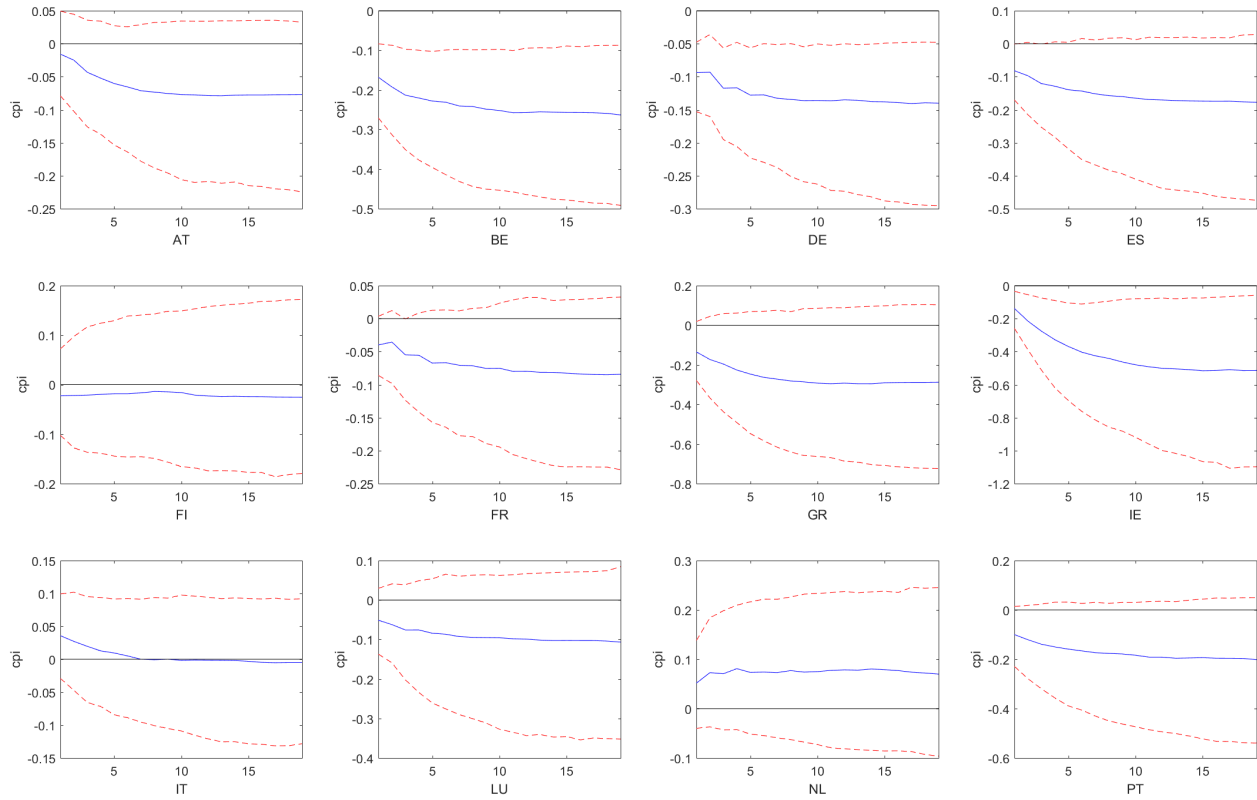 0.05
0
-0.05
-0.1
-0.15
-0.2
-0.25
cpi
5 10 15
AT
0
-0.1
-0.2
-0.3
-0.4
-0.5
cpi
5 10 15
BE
0
-0.05
-0.1
-0.15
-0.2
-0.25
-0.3
cpi
5 10 15
DE
0.1
0
-0.1
-0.2
-0.3
-0.4
-0.5
cpi
5 10 15
ES
0.2
0.1
0
-0.1
-0.2
cpi
5 10 15
FI
0.05
0
-0.05
-0.1
-0.15
-0.2
-0.25
cpi
5 10 15
FR
0.2
0
-0.2
-0.4
-0.6
-0.8
cpi
5 10 15
GR
0
-0.2
-0.4
-0.6
-0.8
-1
-1.2
cpi
5 10 15
IE
0.15
0.1
0.05
0
-0.05
-0.1
-0.15
cpi
5 10 15
IT
0.1
0
-0.1
-0.2
-0.3
-0.4
cpi
5 10 15
LU
0.3
0.2
0.1
0
-0.1
cpi
5 10 15
NL
0.2
0
-0.2
-0.4
-0.6
cpi
5 10 15
PT